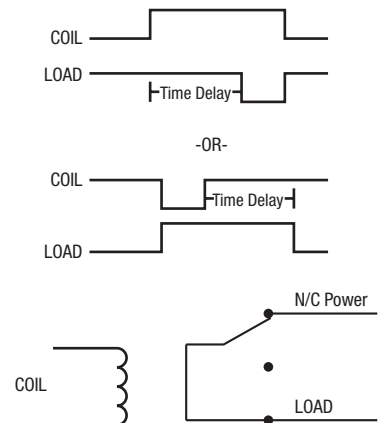 COIL
LOAD
Time Delay
-OR-
COIL
Time Delay
LOAD
N/C Power
COIL
LOAD